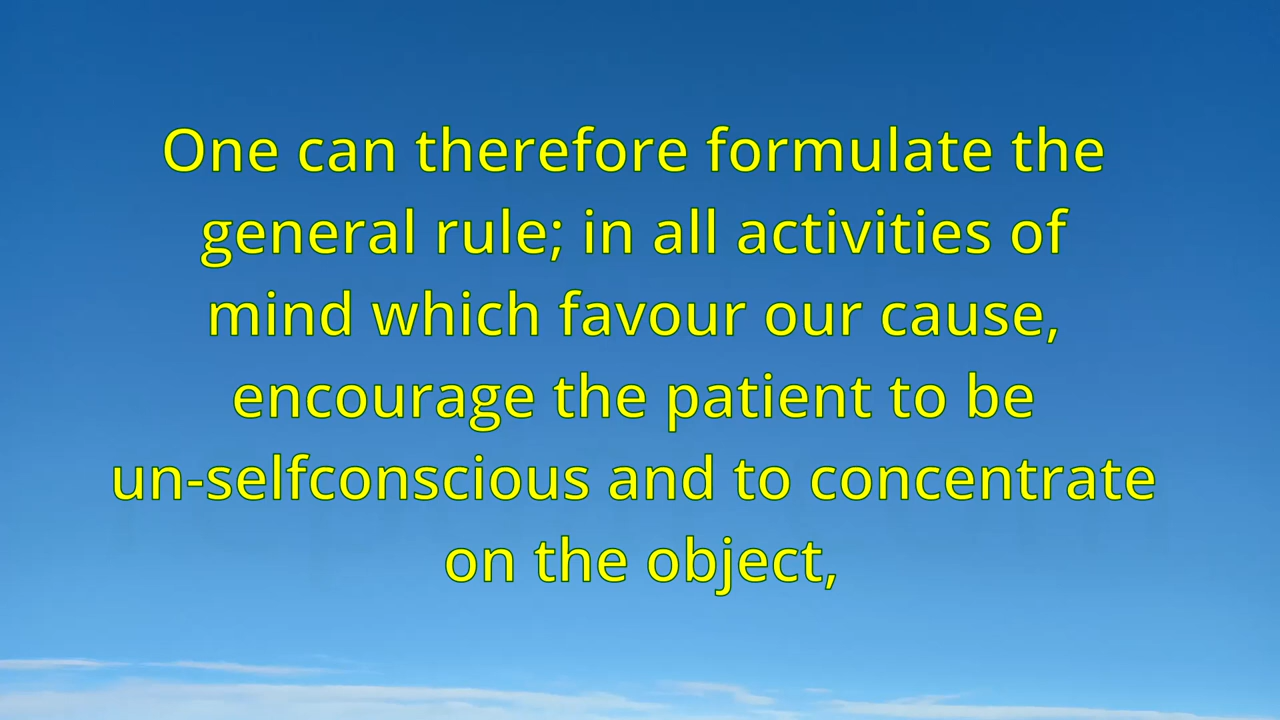 One can therefore formulate the
general rule; in all activities of
mind which favour our cause,
encourage the patient to be
un-selfconscious and to concentrate
on the object,